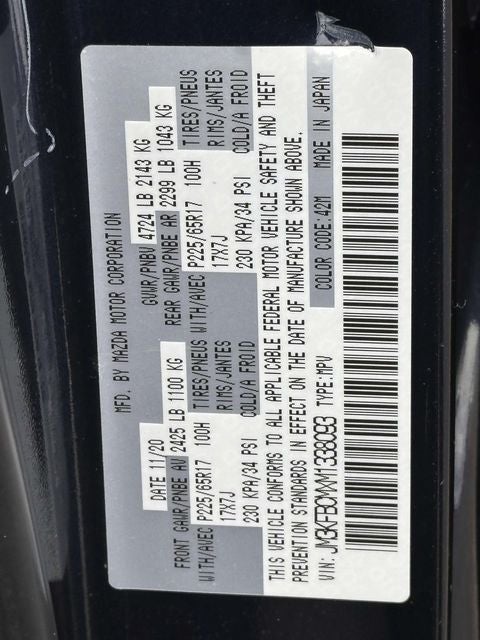 MFD. BY MAZDA MOTOR CORPORATION
DATE 11/20 GVWR/PNBV 4724 LB 2143 KG
FRONT GAWR/PNBE AV 2425 LB 1100 KG REAR GAWR/PNBE AR 2299 LB 1043 KG
WITH/AVEC P225/65R17 100H TIRES/PNEUS WITH/AVEC P225/65R17 100H TIRES/PNEUS
17X7J RIMS/JANTES 17X7J RIMS/JANTES
230 KPA/34 PSI COLD/A FROID 230 KPA/34 PSI COLD/A FROID
THIS VEHICLE CONFORMS TO ALL APPLICABLE FEDERAL MOTOR VEHICLE SAFETY AND THEFT
PREVENTION STANDARDS IN EFFECT ON THE DATE OF MANUFACTURE SHOWN ABOVE.
VIN: JM3KFBCMXM1338093 TYPE:MPV COLOR CODE:42M MADE IN JAPAN